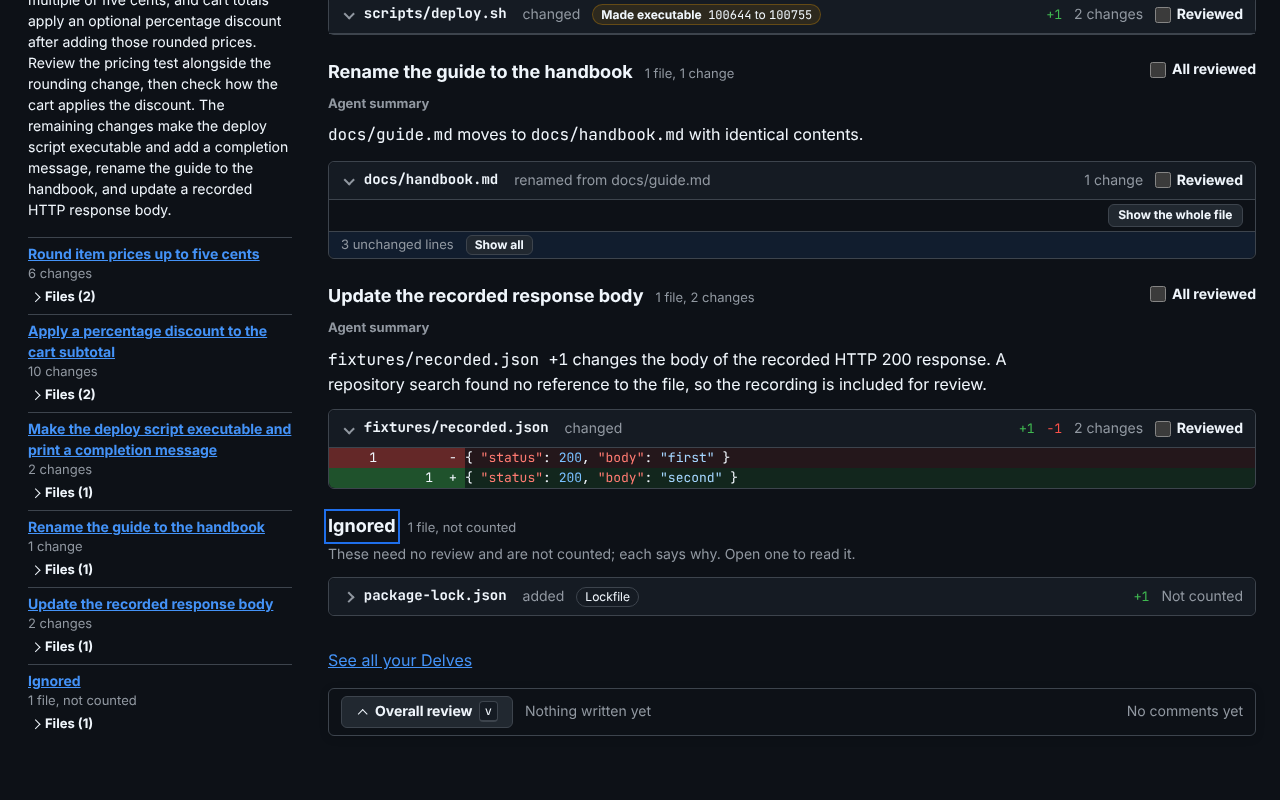 multiple of five cents, and cart totals
apply an optional percentage discount
after adding those rounded prices.
Review the pricing test alongside the
rounding change, then check how the
cart applies the discount. The
remaining changes make the deploy
script executable and add a completion
message, rename the guide to the
handbook, and update a recorded
HTTP response body.
Round item prices up to five cents
6 changes
Files (2)
Apply a percentage discount to the
cart subtotal
10 changes
Files (2)
Make the deploy script executable and
print a completion message
2 changes
Files (1)
Rename the guide to the handbook
1 change
Files (1)
Update the recorded response body
2 changes
Files (1)
Ignored
1 file, not counted
Files (1)
scripts/deploy.sh changed Made executable 100644 to 100755 +1 2 changes Reviewed
Rename the guide to the handbook 1 file, 1 change All reviewed
Agent summary
docs/guide.md moves to docs/handbook.md with identical contents.
docs/handbook.md renamed from docs/guide.md 1 change Reviewed
Show the whole file
3 unchanged lines Show all
Update the recorded response body 1 file, 2 changes All reviewed
Agent summary
fixtures/recorded.json +1 changes the body of the recorded HTTP 200 response. A
repository search found no reference to the file, so the recording is included for review.
fixtures/recorded.json changed +1 -1 2 changes Reviewed
1 - { "status": 200, "body": "first" }
1 + { "status": 200, "body": "second" }
Ignored 1 file, not counted
These need no review and are not counted; each says why. Open one to read it.
package-lock.json added Lockfile +1 Not counted
See all your Delves
Overall review v Nothing written yet No comments yet